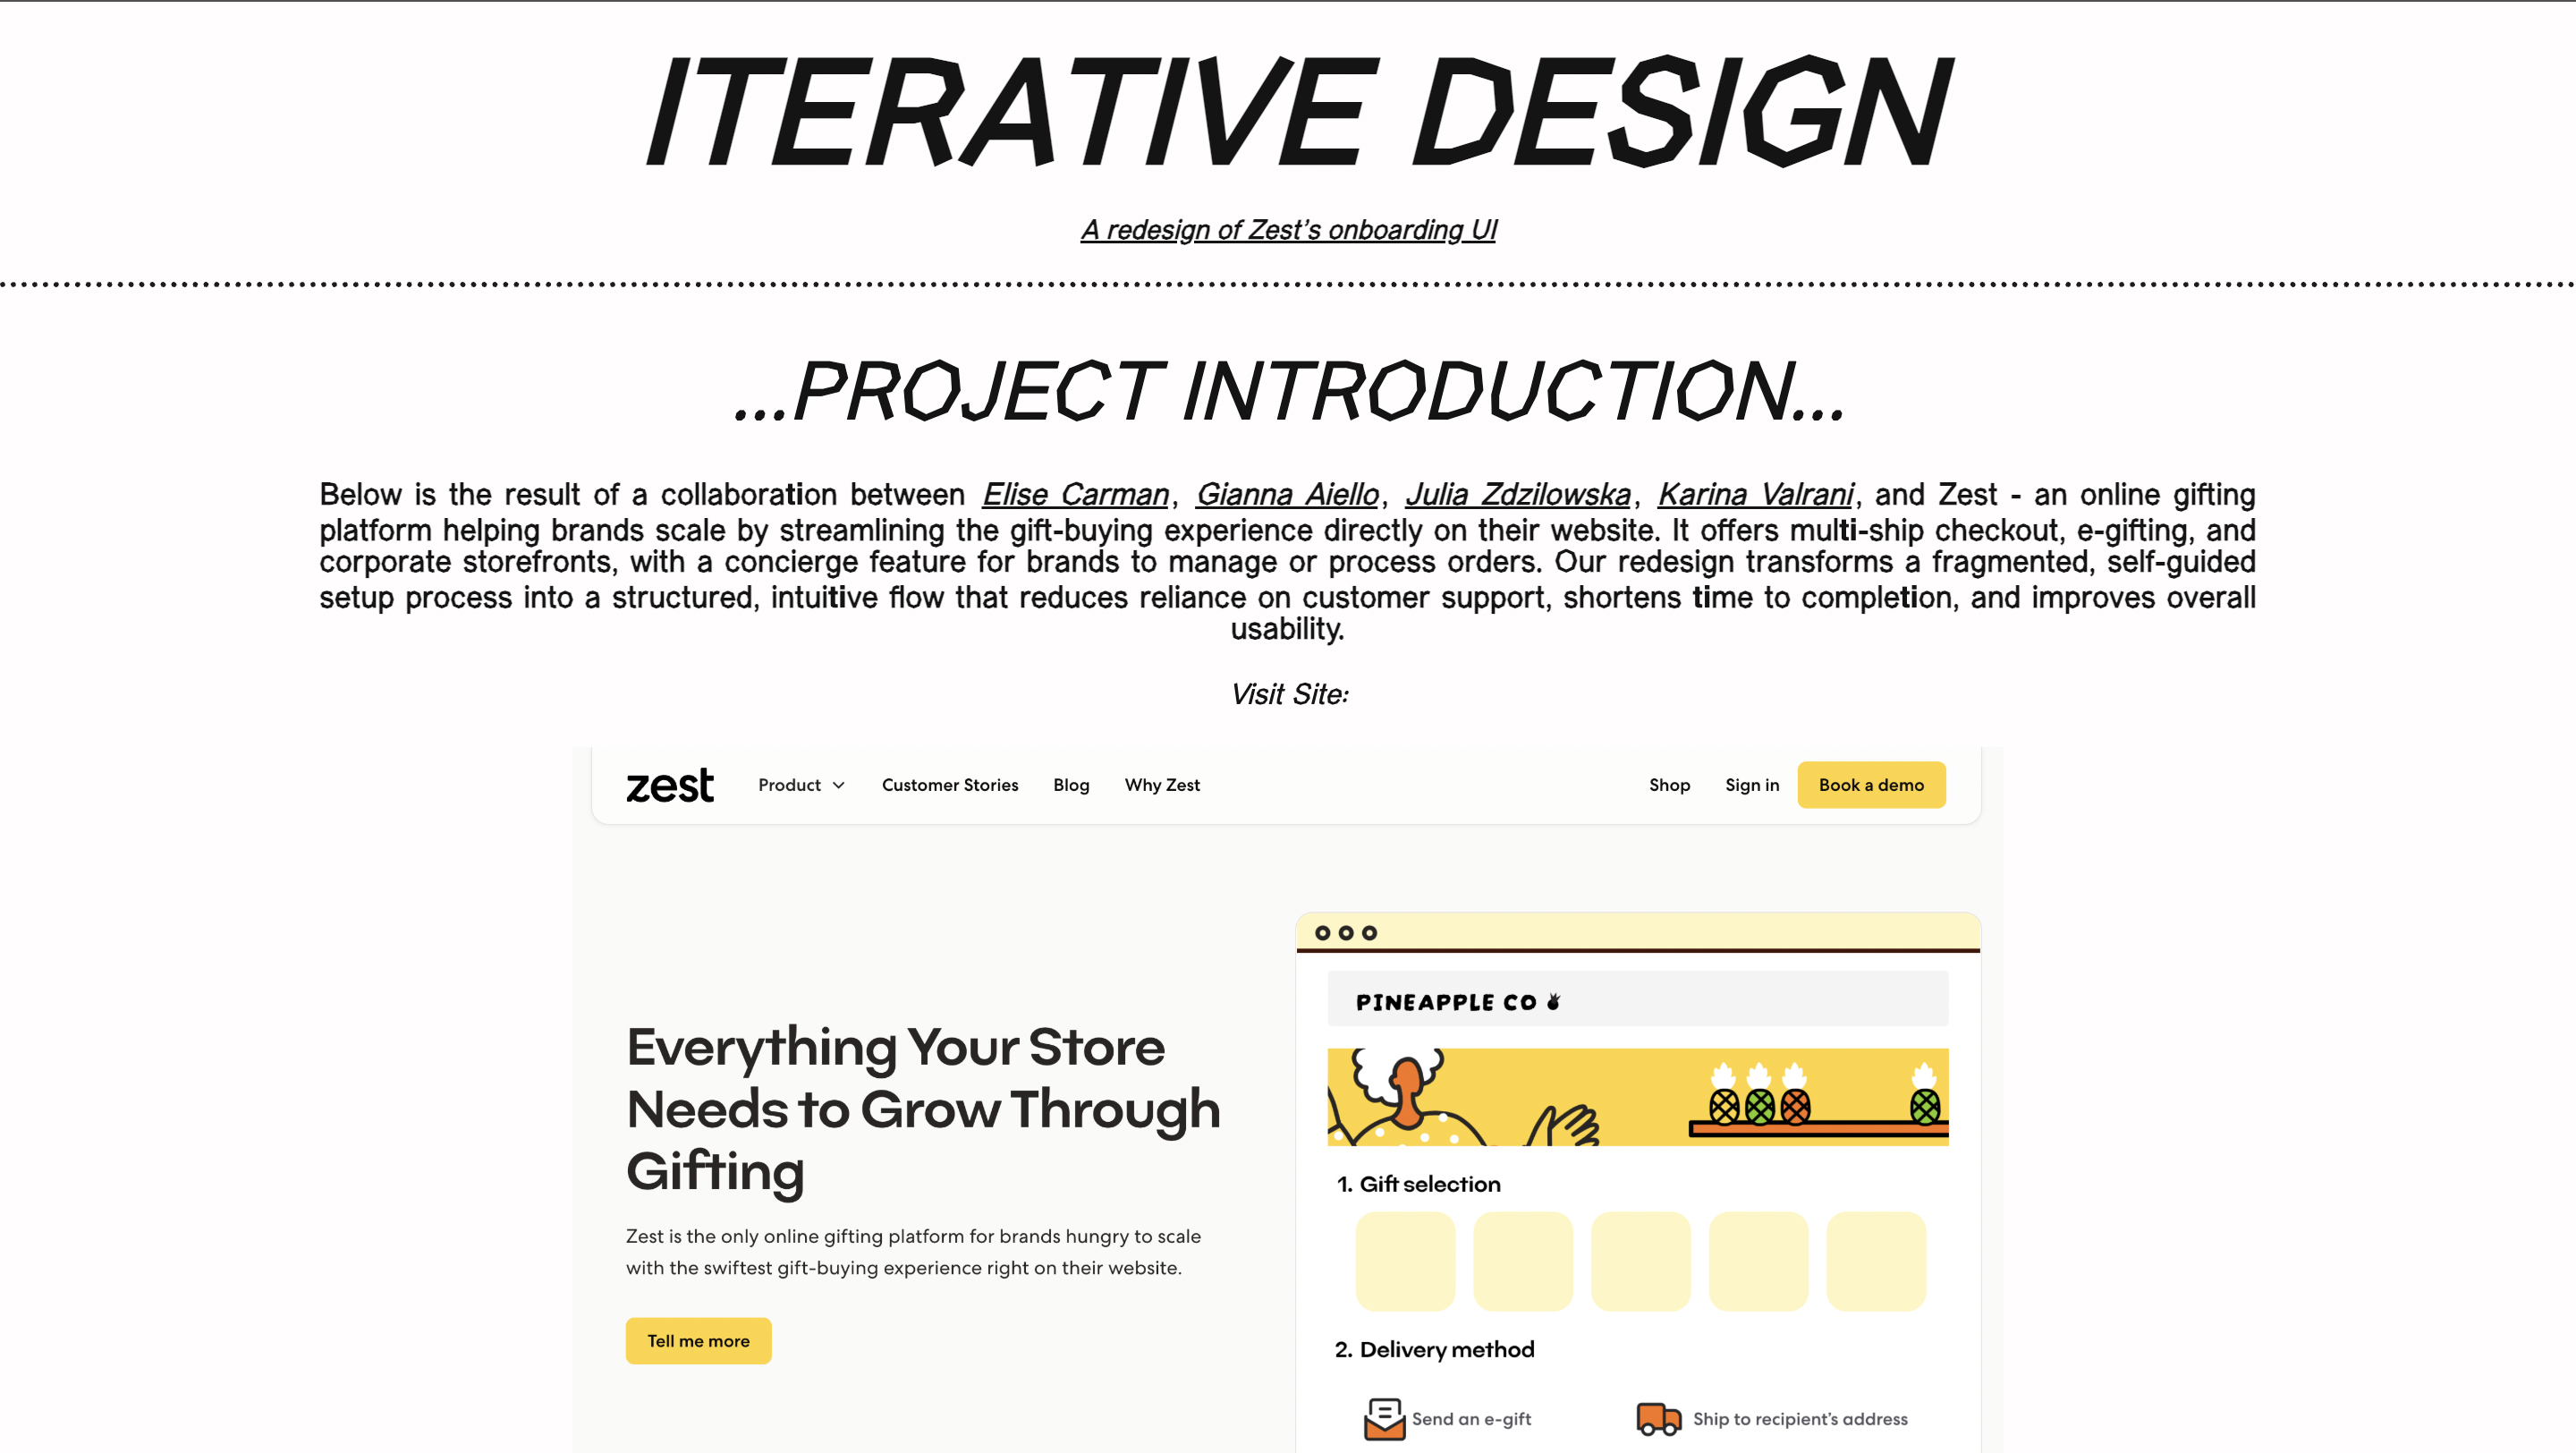 ITERATIVE DESIGN
A redesign of Zest's onboarding UI
...PROJECT INTRODUCTION...
Below is the result of a collaboration between Elise Carman, Gianna Aiello, Julia Zdzilowska, Karina Valrani, and Zest - an online gifting
platform helping brands scale by streamlining the gift-buying experience directly on their website. It offers multi-ship checkout, e-gifting, and
corporate storefronts, with a concierge feature for brands to manage or process orders. Our redesign transforms a fragmented, self-guided
setup process into a structured, intuitive flow that reduces reliance on customer support, shortens time to completion, and improves overall
usability.
Visit Site:
zest Product Customer Stories Blog Why Zest Shop Sign in Book a demo
Everything Your Store
Needs to Grow Through
Gifting
Zest is the only online gifting platform for brands hungry to scale
with the swiftest gift-buying experience right on their website.
Tell me more
PINEAPPLE CO
1. Gift selection
2. Delivery method
Send an e-gift Ship to recipient's address